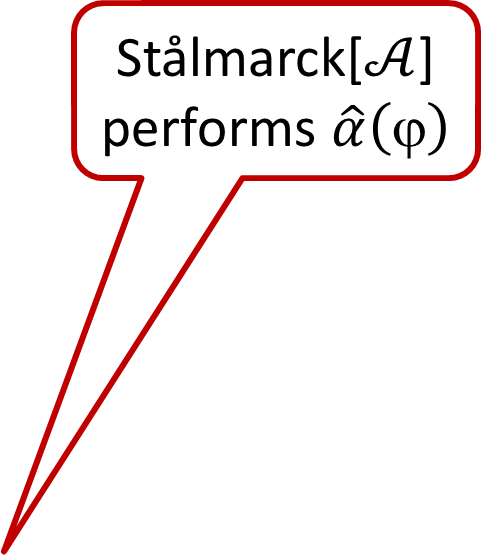 Stålmarck[𝒜]
performs α̂(φ)